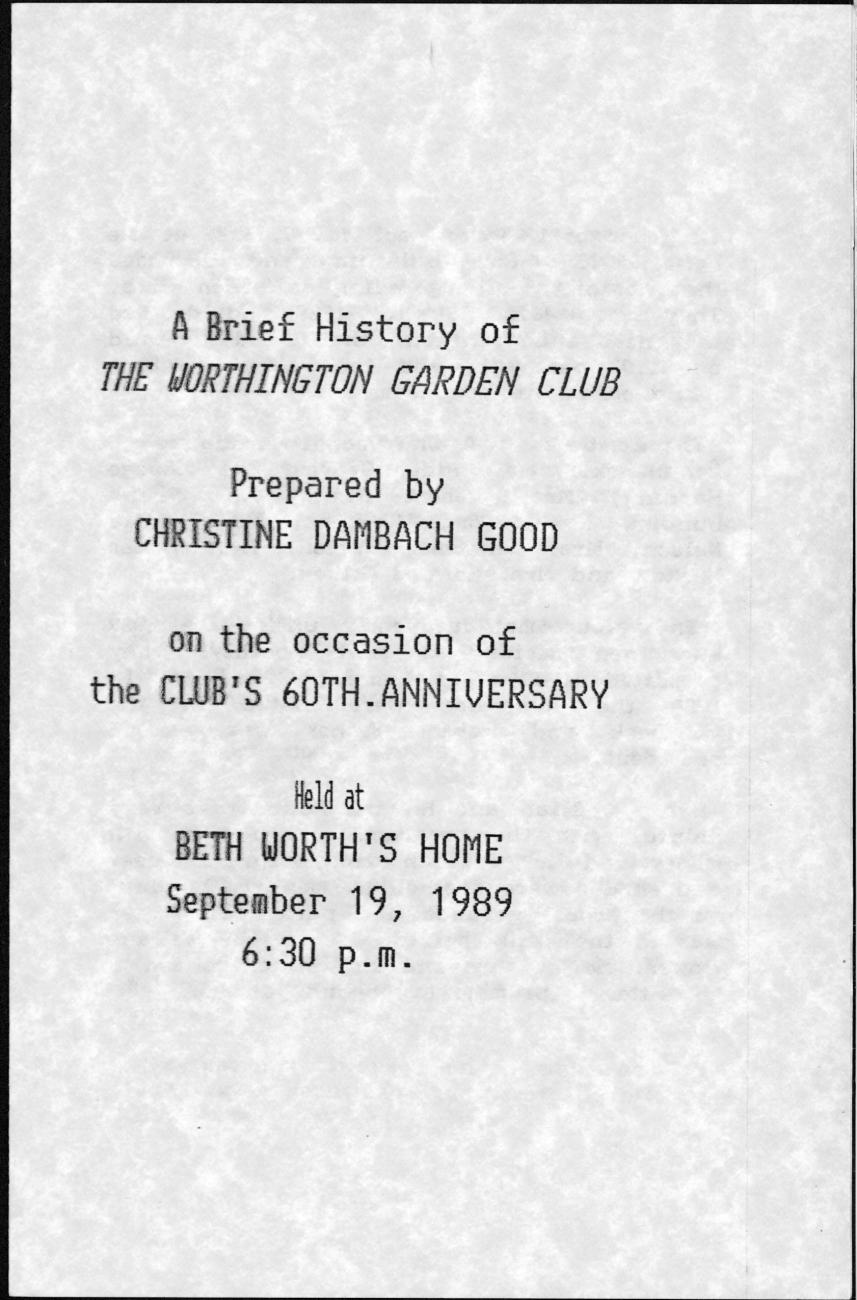 A Brief History of
THE WORTHINGTON GARDEN CLUB
Prepared by
CHRISTINE DAMBACH GOOD
on the occasion of
the CLUB'S 60TH.ANNIVERSARY
Held at
BETH WORTH'S HOME
September 19, 1989
6:30 p.m.